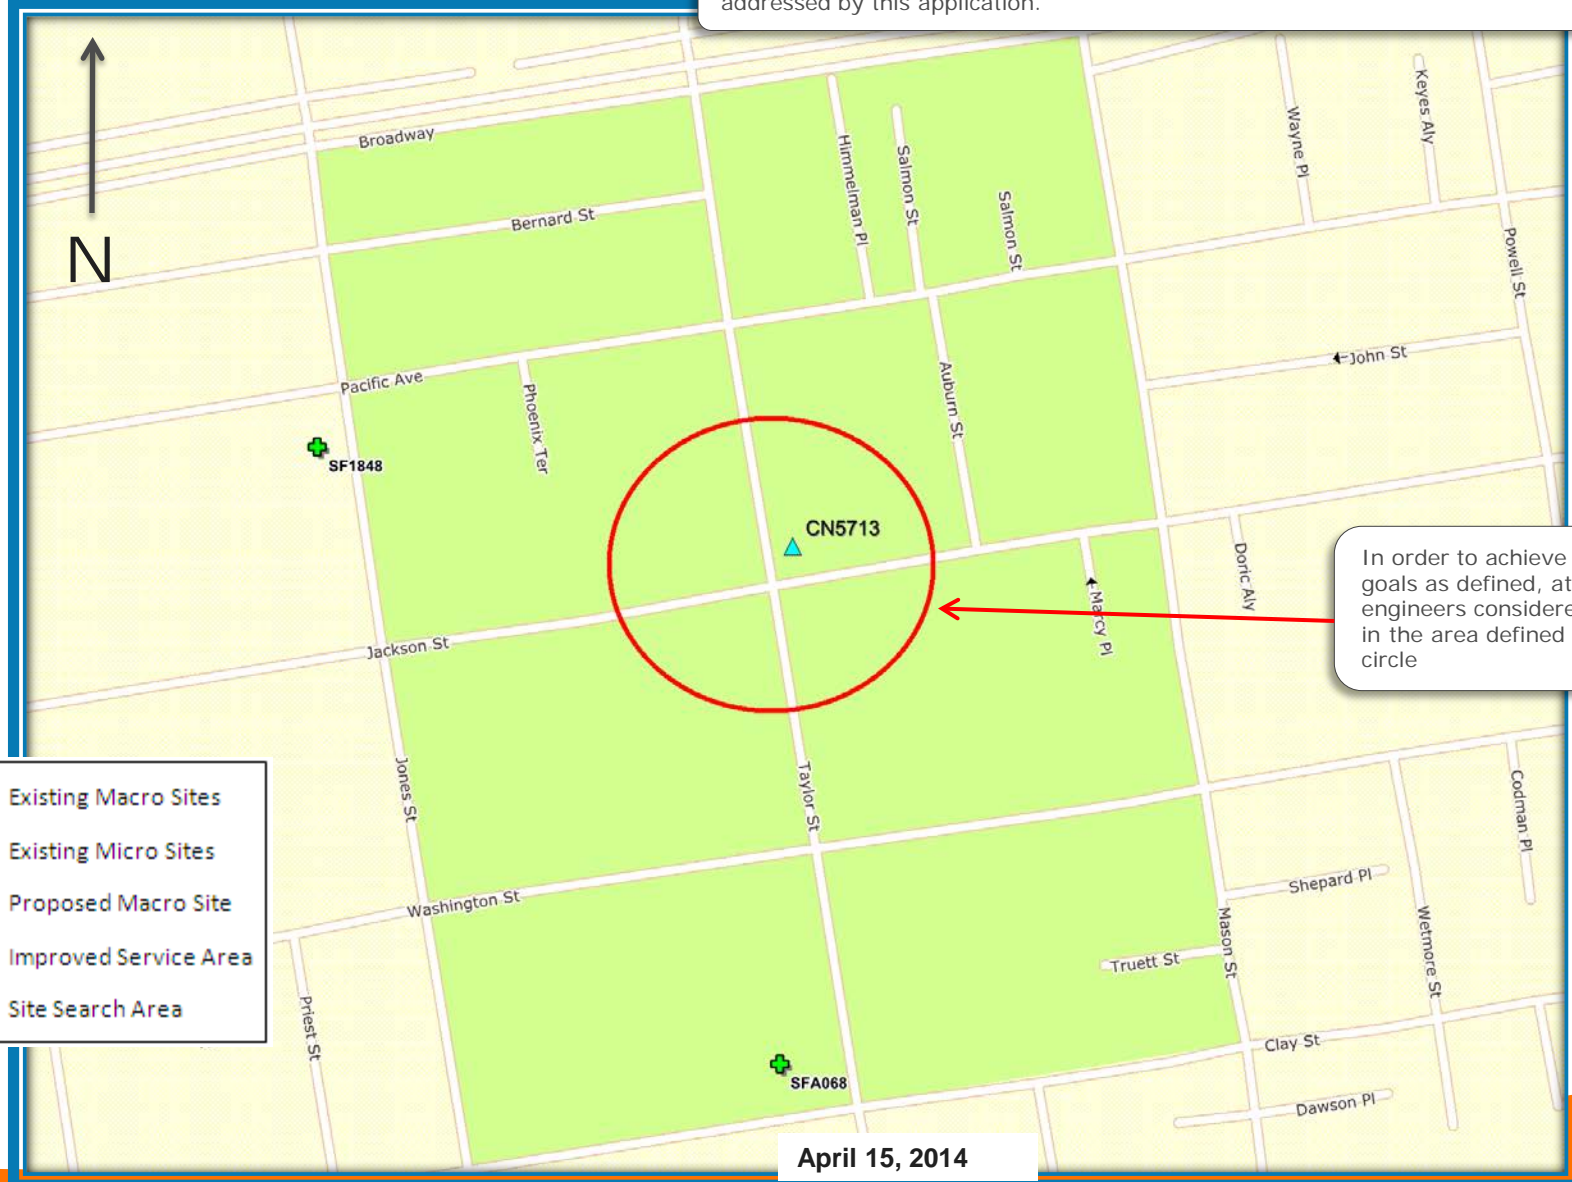 addressed by this application.
N
Broadway
Bernard St
Himmelman Pl
Salmon St
Salmon St
Wayne Pl
Keyes Aly
Powell St
Pacific Ave
Phoenix Ter
Auburn St
John St
SF1848
CN5713
Doric Aly
Marcy Pl
In order to achieve
goals as defined, at
engineers considere
in the area defined
circle
Jackson St
Jones St
Taylor St
Codman Pl
Existing Macro Sites
Existing Micro Sites
Proposed Macro Site
Improved Service Area
Site Search Area
Washington St
Shepard Pl
Mason St
Wetmore St
Truett St
Priest St
Clay St
SFA068
Dawson Pl
April 15, 2014